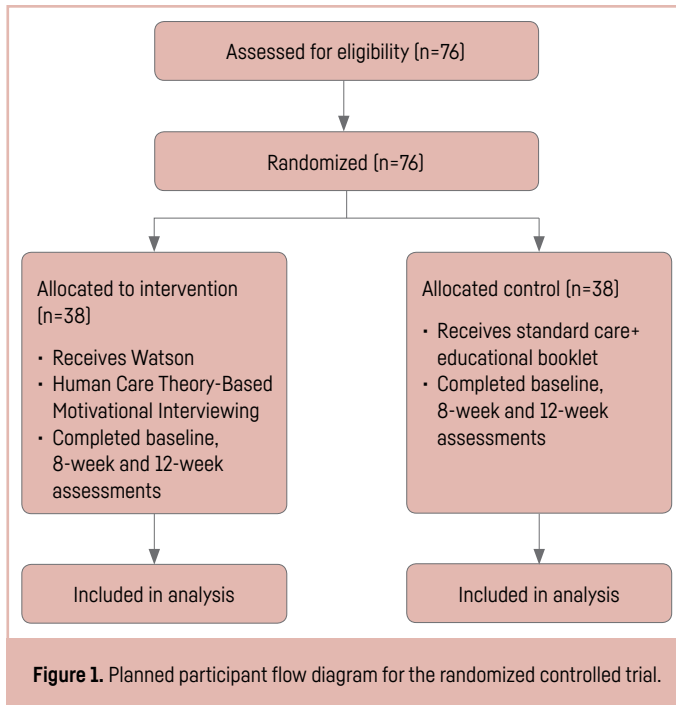 Assessed for eligibility (n=76)
Randomized (n=76)
Allocated to intervention
(n=38)
• Receives Watson
• Human Care Theory-Based
Motivational Interviewing
• Completed baseline,
8-week and 12-week
assessments
Allocated control (n=38)
• Receives standard care+
educational booklet
• Completed baseline,
8-week and 12-week
assessments
Included in analysis
Included in analysis
Figure 1. Planned participant flow diagram for the randomized controlled trial.